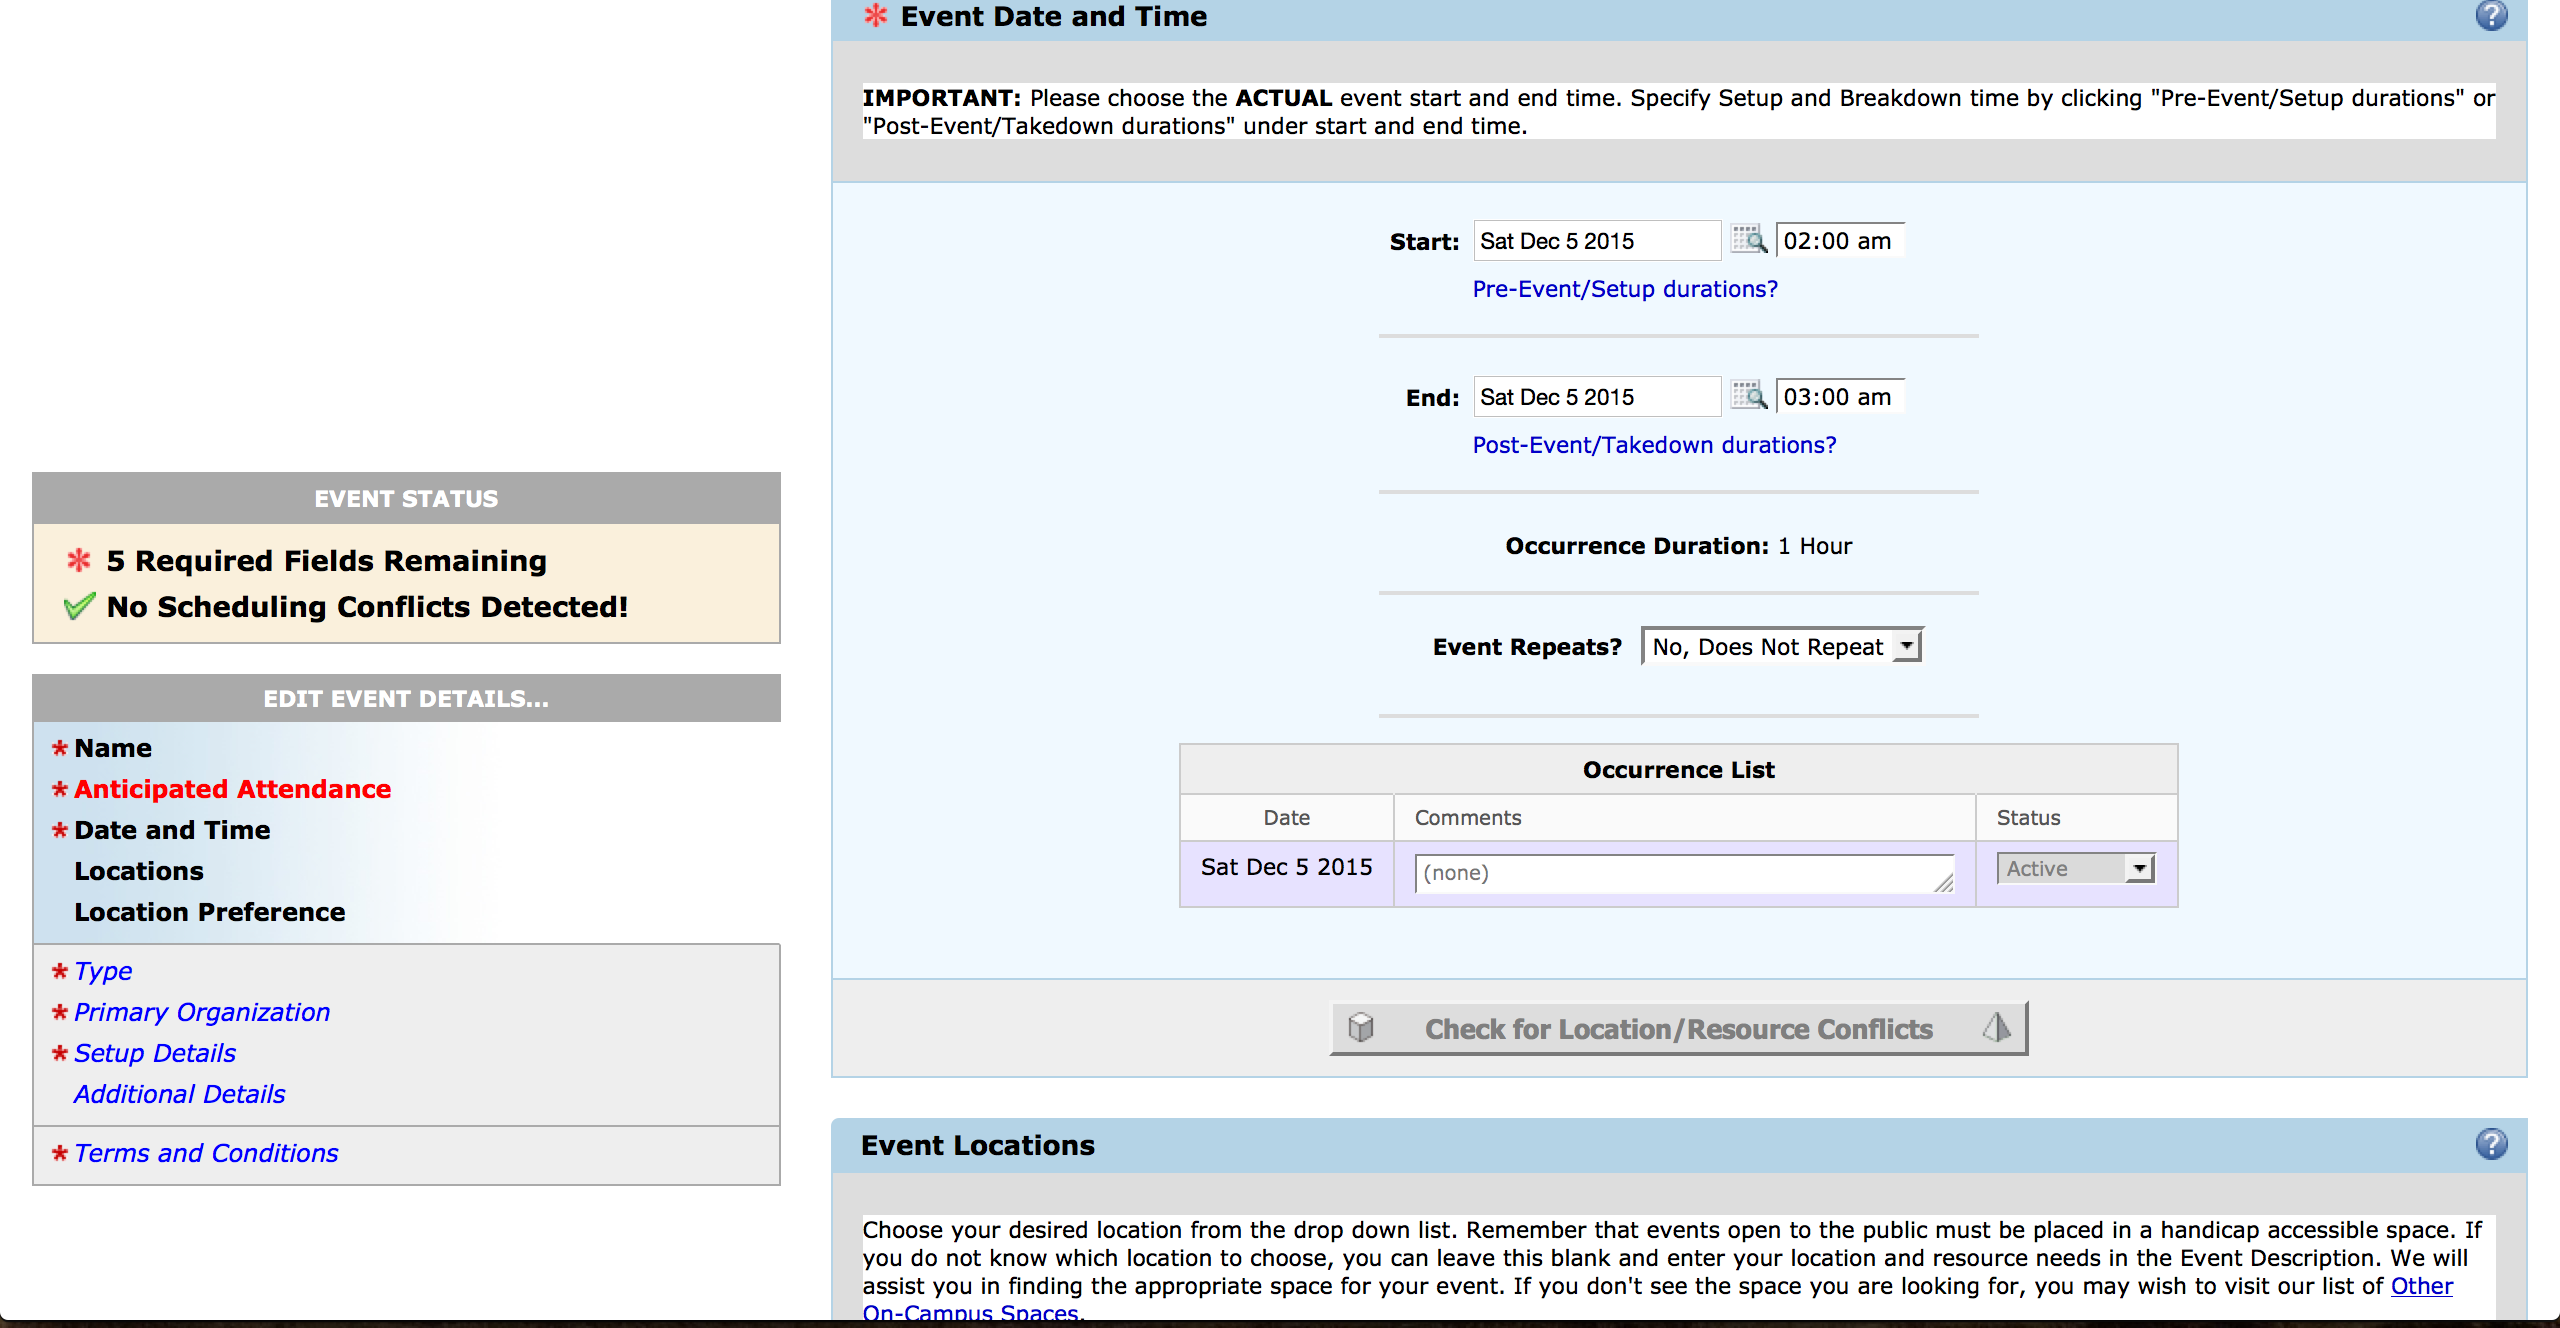 Event Date and Time
IMPORTANT: Please choose the ACTUAL event start and end time. Specify Setup and Breakdown time by clicking "Pre-Event/Setup durations" or
"Post-Event/Takedown durations" under start and end time.
Start: Sat Dec 5 2015 02:00 am
Pre-Event/Setup durations?
End: Sat Dec 5 2015 03:00 am
Post-Event/Takedown durations?
Occurrence Duration: 1 Hour
Event Repeats? No, Does Not Repeat
Occurrence List
Date Comments Status
Sat Dec 5 2015 (none) Active
Check for Location/Resource Conflicts
EVENT STATUS
* 5 Required Fields Remaining
No Scheduling Conflicts Detected!
EDIT EVENT DETAILS...
* Name
* Anticipated Attendance
* Date and Time
Locations
Location Preference
* Type
* Primary Organization
* Setup Details
Additional Details
* Terms and Conditions
Event Locations
Choose your desired location from the drop down list. Remember that events open to the public must be placed in a handicap accessible space. If
you do not know which location to choose, you can leave this blank and enter your location and resource needs in the Event Description. We will
assist you in finding the appropriate space for your event. If you don't see the space you are looking for, you may wish to visit our list of Other
On-Campus Spaces.